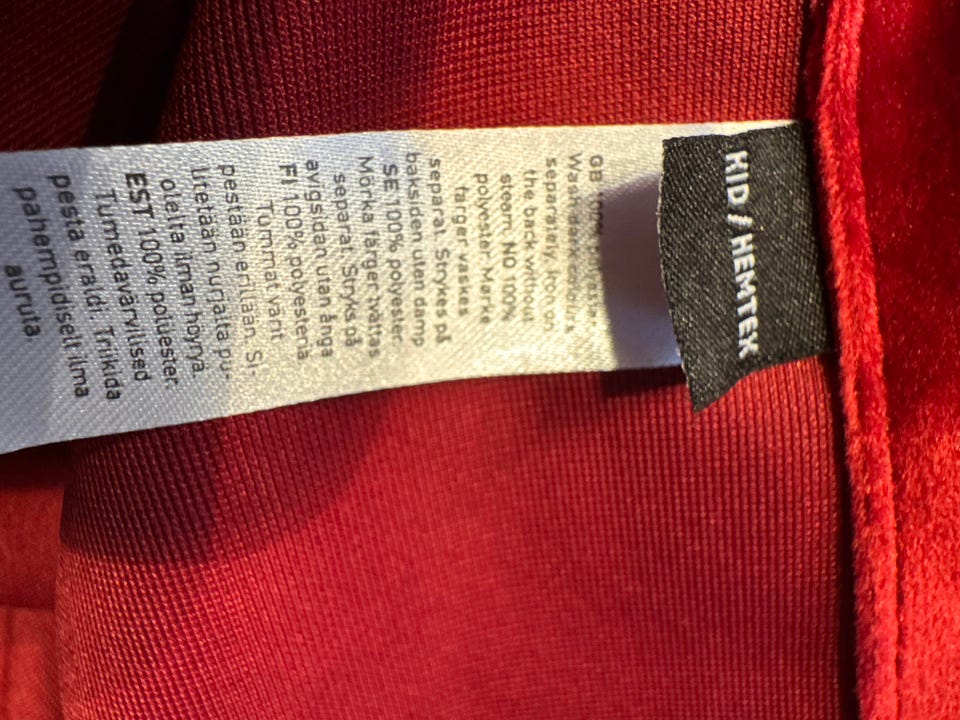 KID / HEMTEX
GB 100% polyester.
Wash dark colours
separately. Iron on
the back without
steam. NO 100%
polyester. Mørke
farger vaskes
separat. Strykes på
baksiden uten damp
SE 100% polyester.
Mörka färger tvättas
separat. Stryks på
avigsidan utan ånga
FI 100% polyesteriä
Tummat värit
pestään erillään. Si-
litetään nurjalta pu-
olelta ilman höyryä.
EST 100% polüester.
Tumedavärvilised
pesta eraldi. Triikida
pahempidiselt ilma
auruta.